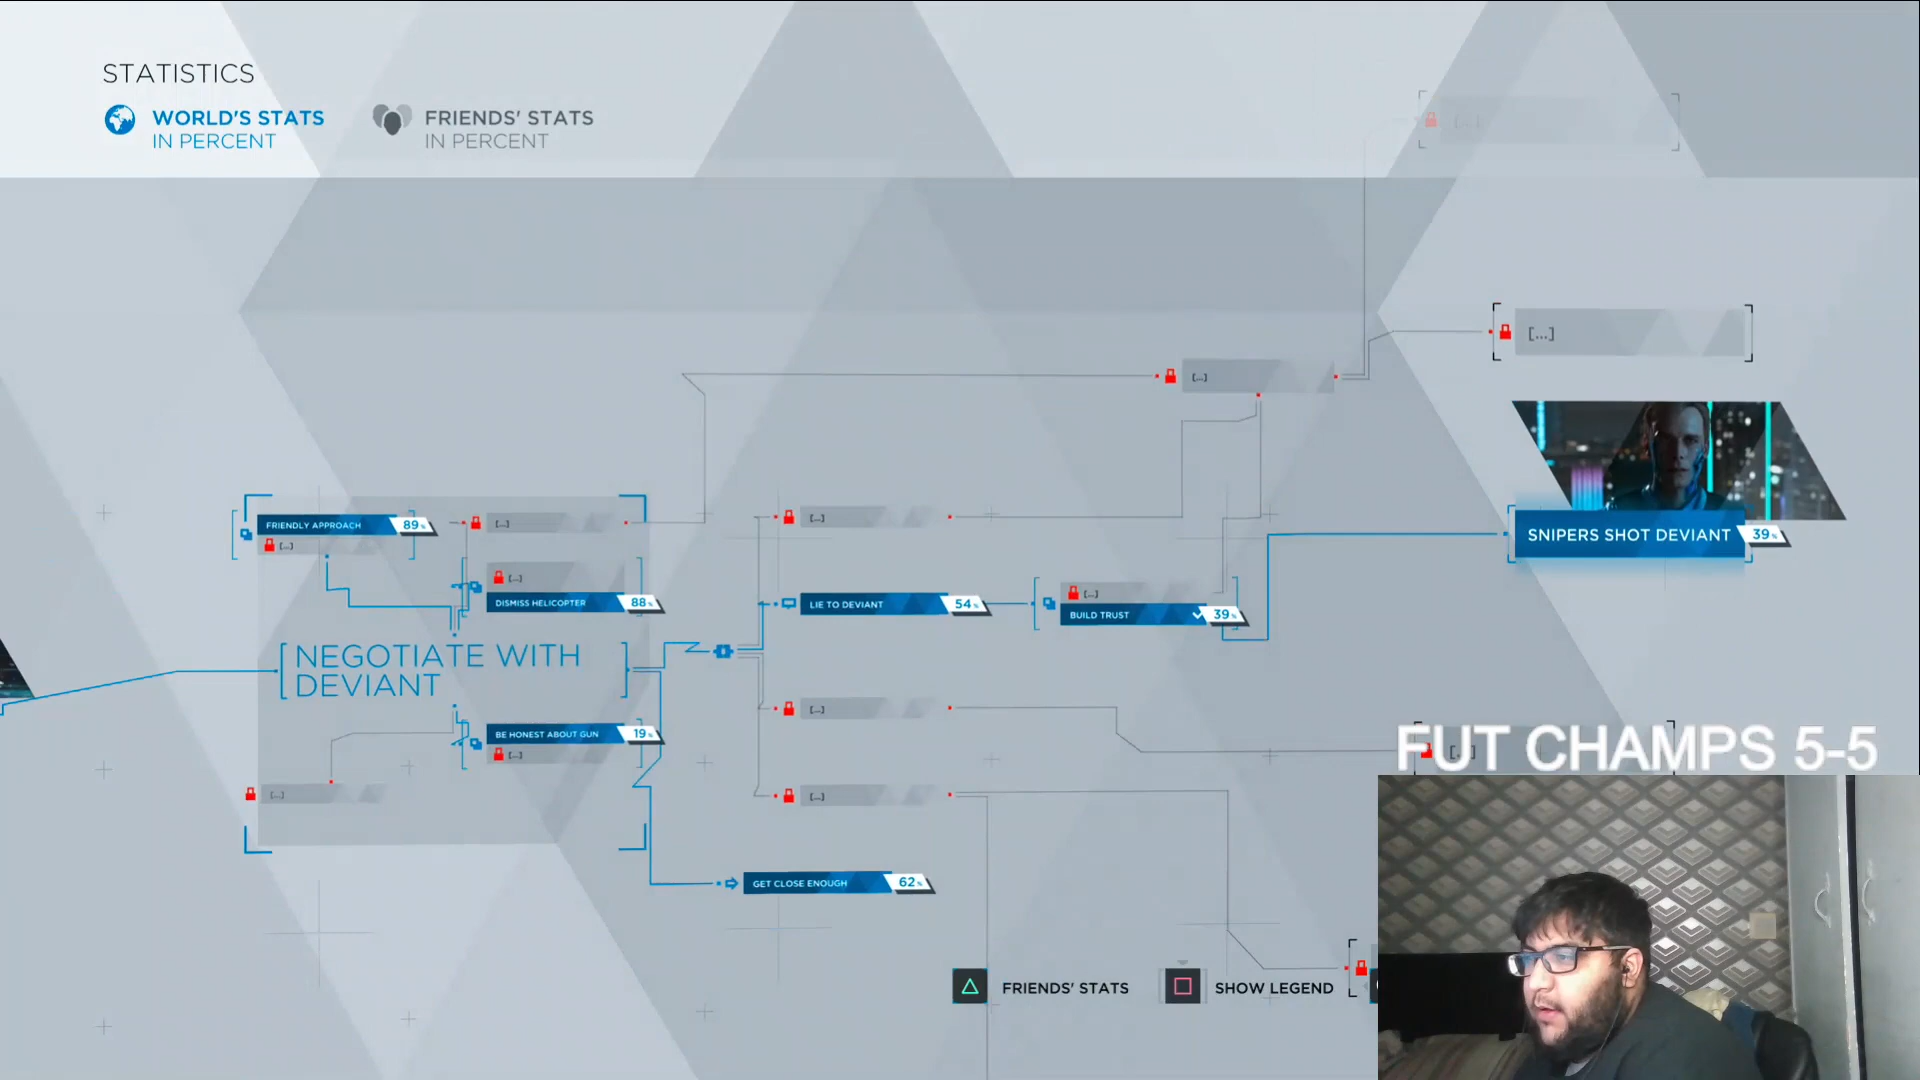 STATISTICS
WORLD'S STATS
IN PERCENT
FRIENDS' STATS
IN PERCENT
[...]
[...]
[...]
FRIENDLY APPROACH 89%
[...]
[...]
[...]
DISMISS HELICOPTER 88%
[...]
LIE TO DEVIANT 54%
[...]
BUILD TRUST 39%
SNIPERS SHOT DEVIANT 39%
NEGOTIATE WITH
DEVIANT
BE HONEST ABOUT GUN 19%
[...]
[...]
[...]
[...]
[...]
FUT CHAMPS 5-5
GET CLOSE ENOUGH 62%
FRIENDS' STATS
SHOW LEGEND